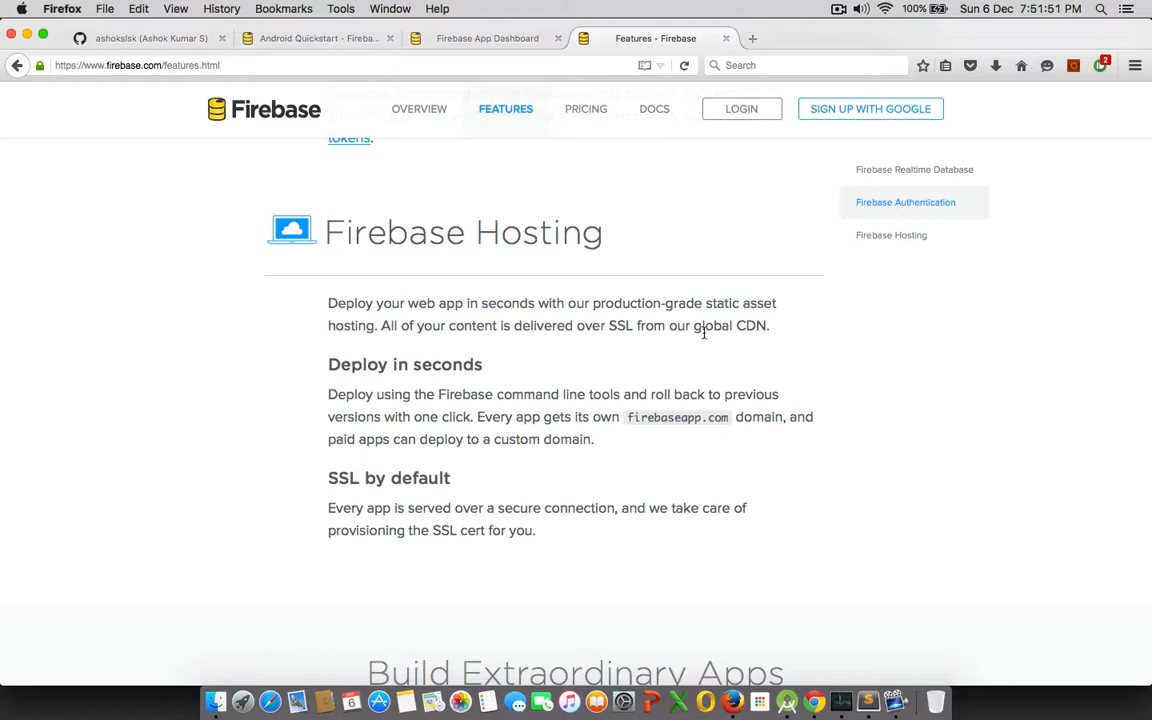 Firefox File Edit View History Bookmarks Tools Window Help 100% Sun 6 Dec 7:51:51 PM
ashokslsk (Ashok Kumar S) Android Quickstart - Fireba... Firebase App Dashboard Features - Firebase
https://www.firebase.com/features.html Search 2
Firebase OVERVIEW FEATURES PRICING DOCS LOGIN SIGN UP WITH GOOGLE
tokens.
Firebase Realtime Database
Firebase Authentication
Firebase Hosting
Firebase Hosting
Deploy your web app in seconds with our production-grade static asset
hosting. All of your content is delivered over SSL from our global CDN.
Deploy in seconds
Deploy using the Firebase command line tools and roll back to previous
versions with one click. Every app gets its own firebaseapp.com domain, and
paid apps can deploy to a custom domain.
SSL by default
Every app is served over a secure connection, and we take care of
provisioning the SSL cert for you.
Build Extraordinary Apps
6